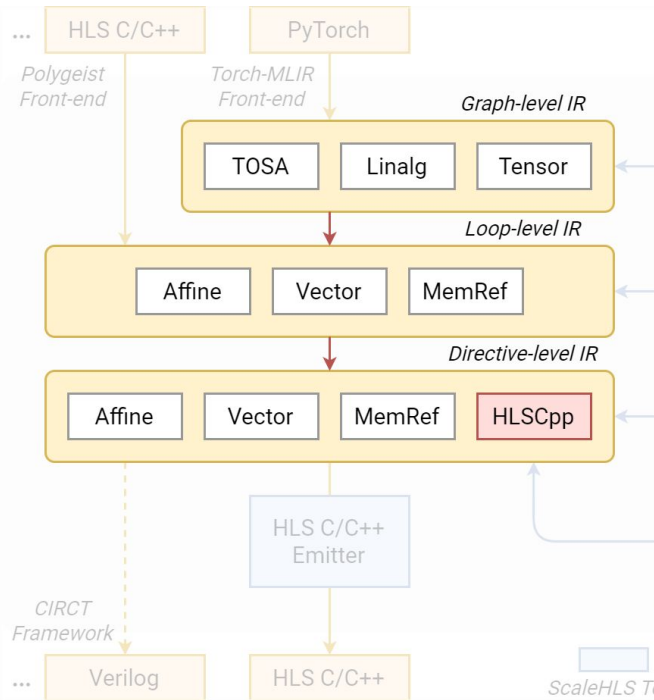 ...
HLS C/C++
PyTorch
Polygeist
Front-end
Torch-MLIR
Front-end
Graph-level IR
TOSA
Linalg
Tensor
Loop-level IR
Affine
Vector
MemRef
Directive-level IR
Affine
Vector
MemRef
HLSCpp
HLS C/C++
Emitter
CIRCT
Framework
...
Verilog
HLS C/C++
ScaleHLS